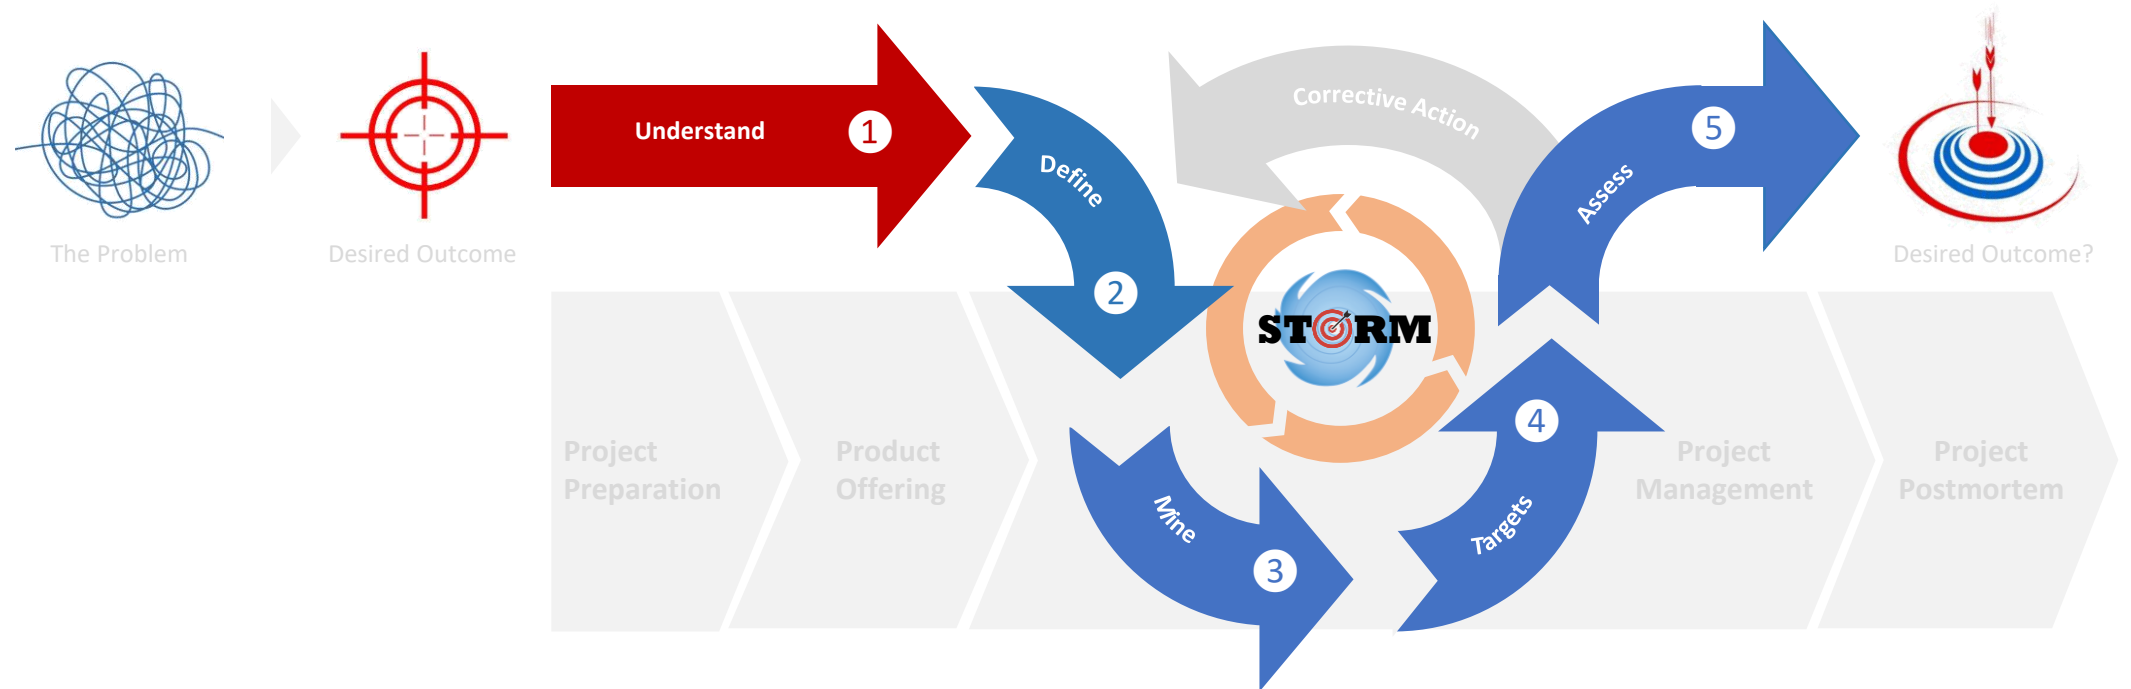 The Problem
Desired Outcome
Understand
1
Define
2
Mine
3
Targets
4
Assess
5
Corrective Action
STORM
Desired Outcome?
Project
Preparation
Product
Offering
Project
Management
Project
Postmortem